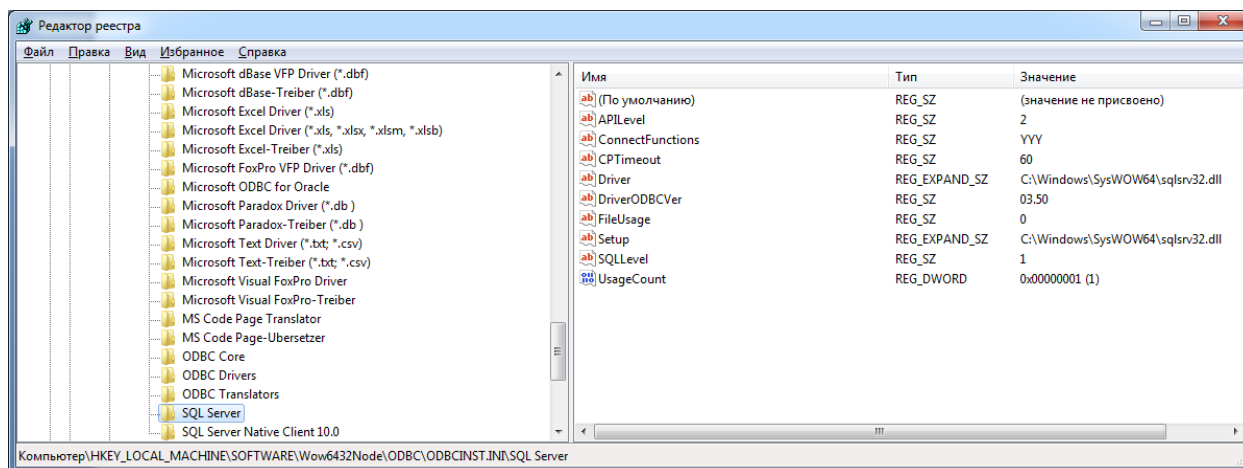 Редактор реестра
Файл Правка Вид Избранное Справка
Microsoft dBase VFP Driver (*.dbf)
Microsoft dBase-Treiber (*.dbf)
Microsoft Excel Driver (*.xls)
Microsoft Excel Driver (*.xls, *.xlsx, *.xlsm, *.xlsb)
Microsoft Excel-Treiber (*.xls)
Microsoft FoxPro VFP Driver (*.dbf)
Microsoft ODBC for Oracle
Microsoft Paradox Driver (*.db )
Microsoft Paradox-Treiber (*.db )
Microsoft Text Driver (*.txt; *.csv)
Microsoft Text-Treiber (*.txt; *.csv)
Microsoft Visual FoxPro Driver
Microsoft Visual FoxPro-Treiber
MS Code Page Translator
MS Code Page-Ubersetzer
ODBC Core
ODBC Drivers
ODBC Translators
SQL Server
SQL Server Native Client 10.0
Имя Тип Значение
(По умолчанию) REG_SZ (значение не присвоено)
APILevel REG_SZ 2
ConnectFunctions REG_SZ YYY
CPTimeout REG_SZ 60
Driver REG_EXPAND_SZ C:\Windows\SysWOW64\sqlsrv32.dll
DriverODBCVer REG_SZ 03.50
FileUsage REG_SZ 0
Setup REG_EXPAND_SZ C:\Windows\SysWOW64\sqlsrv32.dll
SQLLevel REG_SZ 1
UsageCount REG_DWORD 0x00000001 (1)
Компьютер\HKEY_LOCAL_MACHINE\SOFTWARE\Wow6432Node\ODBC\ODBCINST.INI\SQL Server